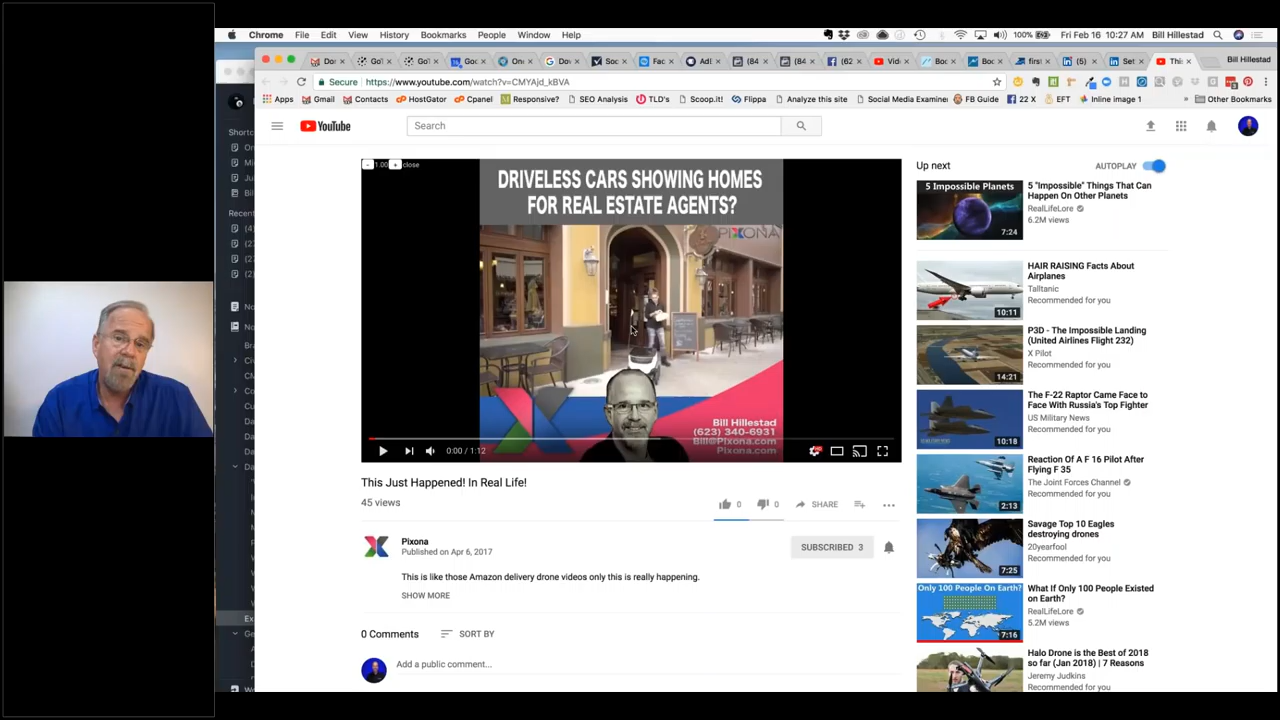 Chrome File Edit View History Bookmarks People Window Help
100% Fri Feb 16 10:27 AM Bill Hillestad
Bill Hillestad
Secure https://www.youtube.com/watch?v=CMYAjd_kBVA
Apps Gmail Contacts HostGator Cpanel Responsive? SEO Analysis TLD's Scoop.it! Flippa Analyze this site Social Media Examine FB Guide 22 X EFT Inline image 1 » Other Bookmarks
YouTube
Search
1.00 close
DRIVELESS CARS SHOWING HOMES
FOR REAL ESTATE AGENTS?
PIXONA
Bill Hillestad
(623) 340-6931
Bill@Pixona.com
Pixona.com
0:00 / 1:12
This Just Happened! In Real Life!
45 views
0 0 SHARE
Pixona
Published on Apr 6, 2017
SUBSCRIBED 3
This is like those Amazon delivery drone videos only this is really happening.
SHOW MORE
0 Comments SORT BY
Add a public comment...
Up next AUTOPLAY
5 Impossible Planets
7:24
5 "Impossible" Things That Can
Happen On Other Planets
RealLifeLore
6.2M views
10:11
HAIR RAISING Facts About
Airplanes
Talltanic
Recommended for you
14:21
P3D - The Impossible Landing
(United Airlines Flight 232)
X Pilot
Recommended for you
10:18
The F-22 Raptor Came Face to
Face With Russia's Top Fighter
US Military News
Recommended for you
2:13
Reaction Of A F 16 Pilot After
Flying F 35
The Joint Forces Channel
Recommended for you
7:25
Savage Top 10 Eagles
destroying drones
20yearfool
Recommended for you
Only 100 People On Earth?
7:16
What If Only 100 People Existed
on Earth?
RealLifeLore
5.2M views
Halo Drone is the Best of 2018
so far (Jan 2018) | 7 Reasons
Jeremy Judkins
Recommended for you